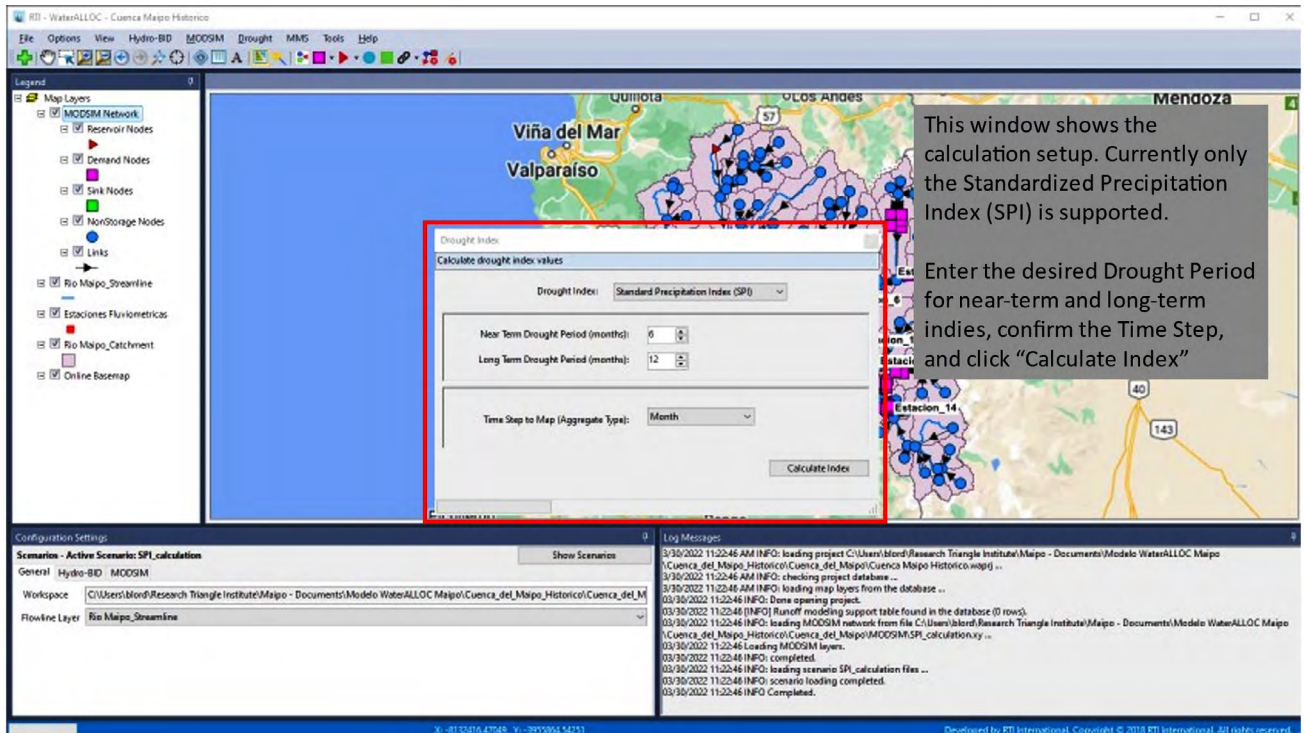 RTI - WaterALLOC - Cuenca Maipo Historico
File Options View Hydro-BID MODSIM Drought MMS Tools Help
A
Legend
Map Layers
MODSIM Network
Reservoir Nodes
Demand Nodes
Sink Nodes
NonStorage Nodes
Links
Rio Maipo_Streamline
Estaciones Fluviometricas
Rio Maipo_Catchment
Online Basemap
Quillota
Los Andes
Mendoza
57
Viña del Mar
Valparaíso
This window shows the
calculation setup. Currently only
the Standardized Precipitation
Index (SPI) is supported.
Enter the desired Drought Period
for near-term and long-term
indies, confirm the Time Step,
and click “Calculate Index”
Drought Index
Calculate drought index values
Drought Index: Standard Precipitation Index (SPI)
Near Term Drought Period (months): 6
Long Term Drought Period (months): 12
Time Step to Map (Aggregate Type): Month
Calculate Index
Estacion_14
40
143
Configuration Settings
Scenarios - Active Scenario: SPI_calculation
Show Scenarios
General Hydro-BID MODSIM
Workspace C:\Users\blord\Research Triangle Institute\Maipo - Documents\Modelo WaterALLOC Maipo\Cuenca_del_Maipo_Historico\Cuenca_del_M
Flowline Layer Rio Maipo_Streamline
Log Messages
3/30/2022 11:22:46 AM INFO: loading project C:\Users\blord\Research Triangle Institute\Maipo - Documents\Modelo WaterALLOC Maipo
\Cuenca_del_Maipo_Historico\Cuenca_del_Maipo\Cuenca Maipo Historico.waprj ...
3/30/2022 11:22:46 AM INFO: checking project database ...
3/30/2022 11:22:46 AM INFO: loading map layers from the database ...
03/30/2022 11:22:46 INFO: Done opening project.
03/30/2022 11:22:46 [INFO] Runoff modeling support table found in the database (0 rows).
03/30/2022 11:22:46 INFO: loading MODSIM network from file C:\Users\blord\Research Triangle Institute\Maipo - Documents\Modelo WaterALLOC Maipo
\Cuenca_del_Maipo_Historico\Cuenca_del_Maipo\MODSIM\SPI_calculation.xy ...
03/30/2022 11:22:46 Loading MODSIM layers.
03/30/2022 11:22:46 INFO: completed.
03/30/2022 11:22:46 INFO: loading scenario SPI_calculation files ...
03/30/2022 11:22:46 INFO: scenario loading completed.
03/30/2022 11:22:46 INFO Completed.
X: -8132416.47049 Y: -3955864.54251
Developed by RTI International. Copyright © 2018 RTI International. All rights reserved.